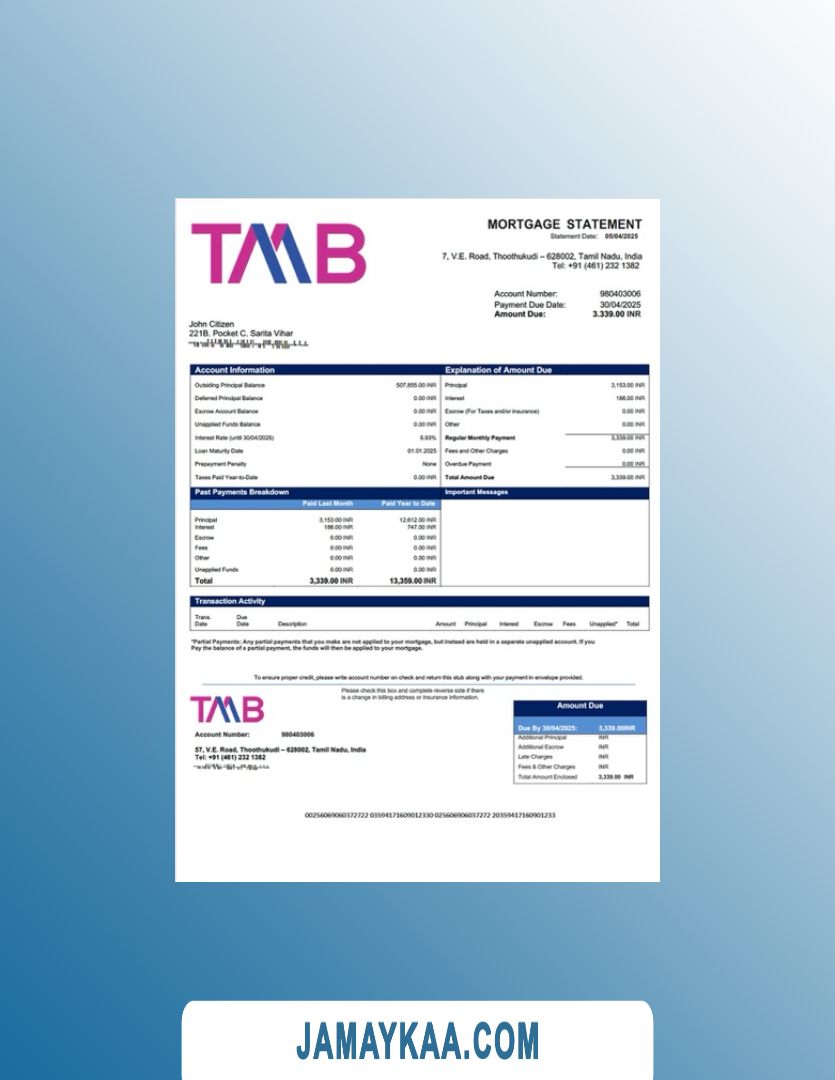 TMB
MORTGAGE STATEMENT
Statement Date: 05/04/2025
7, V.E. Road, Thoothukudi – 628002, Tamil Nadu, India
Tel: +91 (461) 232 1382
Account Number: 980403006
Payment Due Date: 30/04/2025
Amount Due: 3.339.00 INR
John Citizen
221B, Pocket C, Sarita Vihar
Account Information
Outsiding Principal Balance 507,855.00 INR
Deferred Principal Balance 0.00 INR
Escrow Account Balance 0.00 INR
Unapplied Funds Balance 0.00 INR
Interest Rate (until 30/04/2025) 5.93%
Loan Maturity Date 01.01.2025
Prepayment Penalty None
Taxes Paid Year-to-Date 0.00 INR
Explanation of Amount Due
Principal 3,153.00 INR
Interest 186.00 INR
Escrow (For Taxes and/or Insurance) 0.00 INR
Other 0.00 INR
Regular Monthly Payment 3,339.00 INR
Fees and Other Charges 0.00 INR
Overdue Payment 0.00 INR
Total Amount Due 3,339.00 INR
Past Payments Breakdown
Paid Last Month Paid Year to Date
Principal 3,153.00 INR 12,612.00 INR
Interest 186.00 INR 747.00 INR
Escrow 0.00 INR 0.00 INR
Fees 0.00 INR 0.00 INR
Other 0.00 INR 0.00 INR
Unapplied Funds 0.00 INR 0.00 INR
Total 3,339.00 INR 13,359.00 INR
Important Messages
Transaction Activity
Trans. Date Due Date Description Amount Principal Interest Escrow Fees Unapplied* Total
*Partial Payments: Any partial payments that you make are not applied to your mortgage, but instead are held in a separate unapplied account. If you
Pay the balance of a partial payment, the funds will then be applied to your mortgage.
To ensure proper credit, please write account number on check and return this stub along with your payment in envelope provided.
TMB
Please check this box and complete reverse side if there
is a change in billing address or insurance information.
Account Number: 980403006
57, V.E. Road, Thoothukudi – 628002, Tamil Nadu, India
Tel: +91 (461) 232 1382
Amount Due
Due By 30/04/2025: 3,339.00INR
Additional Principal INR
Additional Escrow INR
Late Charges INR
Fees & Other Charges INR
Total Amount Enclosed 3,339.00 INR
00256069060372722 03594171609012330 025606906037272 20359417160901233
JAMAYKAA.COM